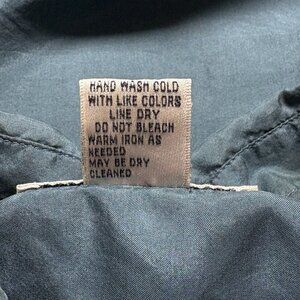 HAND WASH COLD
WITH LIKE COLORS
LINE DRY
DO NOT BLEACH
WARM IRON AS
NEEDED
MAY BE DRY
CLEANED